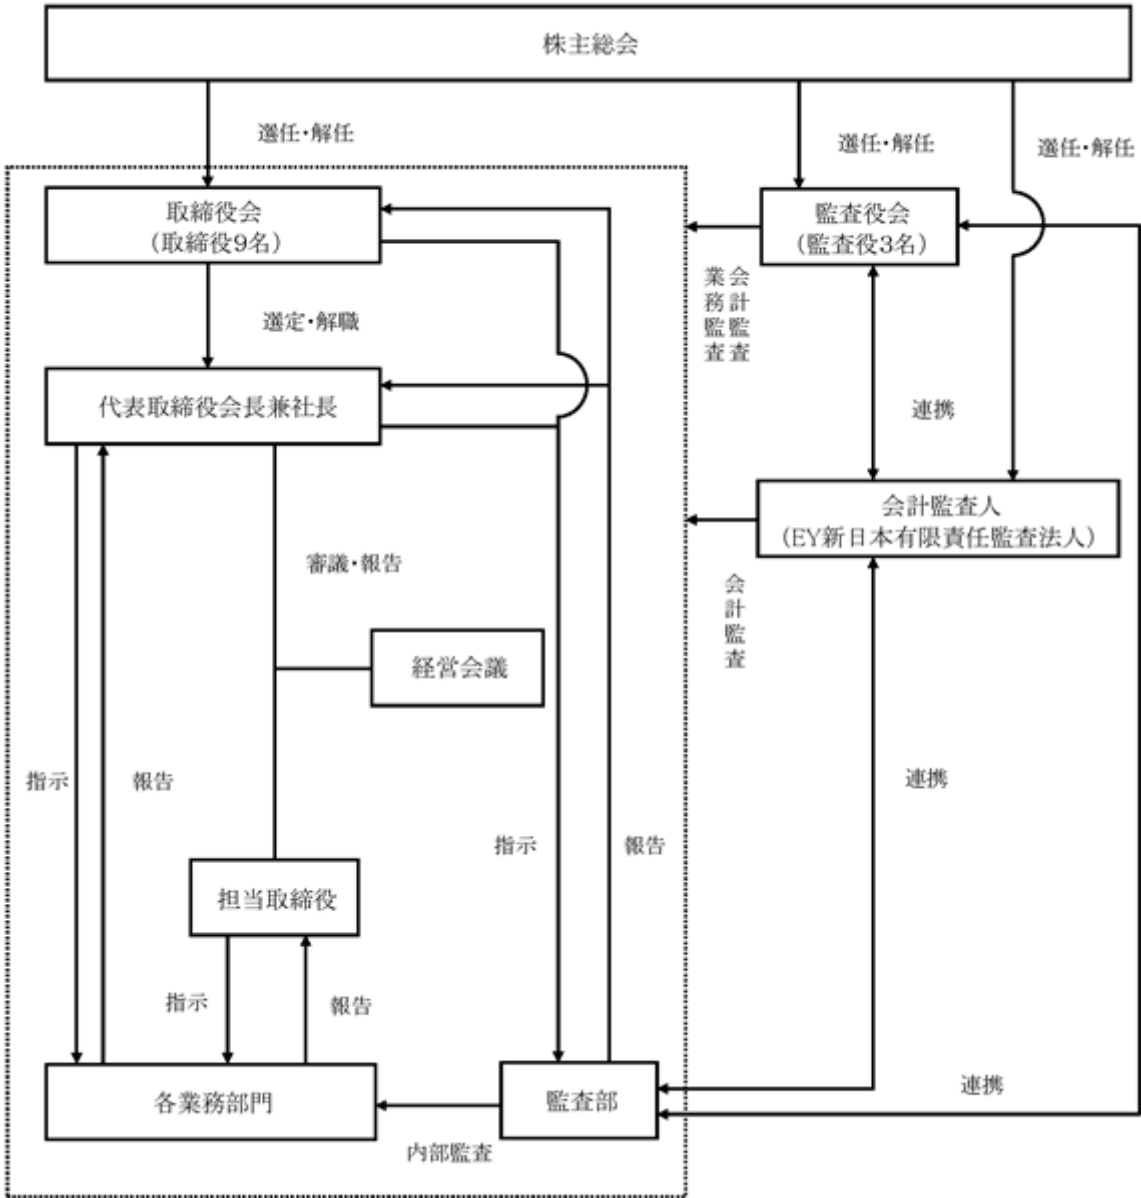 株主総会
選任・解任
選任・解任
選任・解任
取締役会
(取締役9名)
監査役会
(監査役3名)
業務監査
会計監査
選定・解職
代表取締役会長兼社長
連携
会計監査人
(EY新日本有限責任監査法人)
審議・報告
会計監査
経営会議
指示
報告
連携
指示
報告
担当取締役
指示
報告
各業務部門
監査部
連携
内部監査